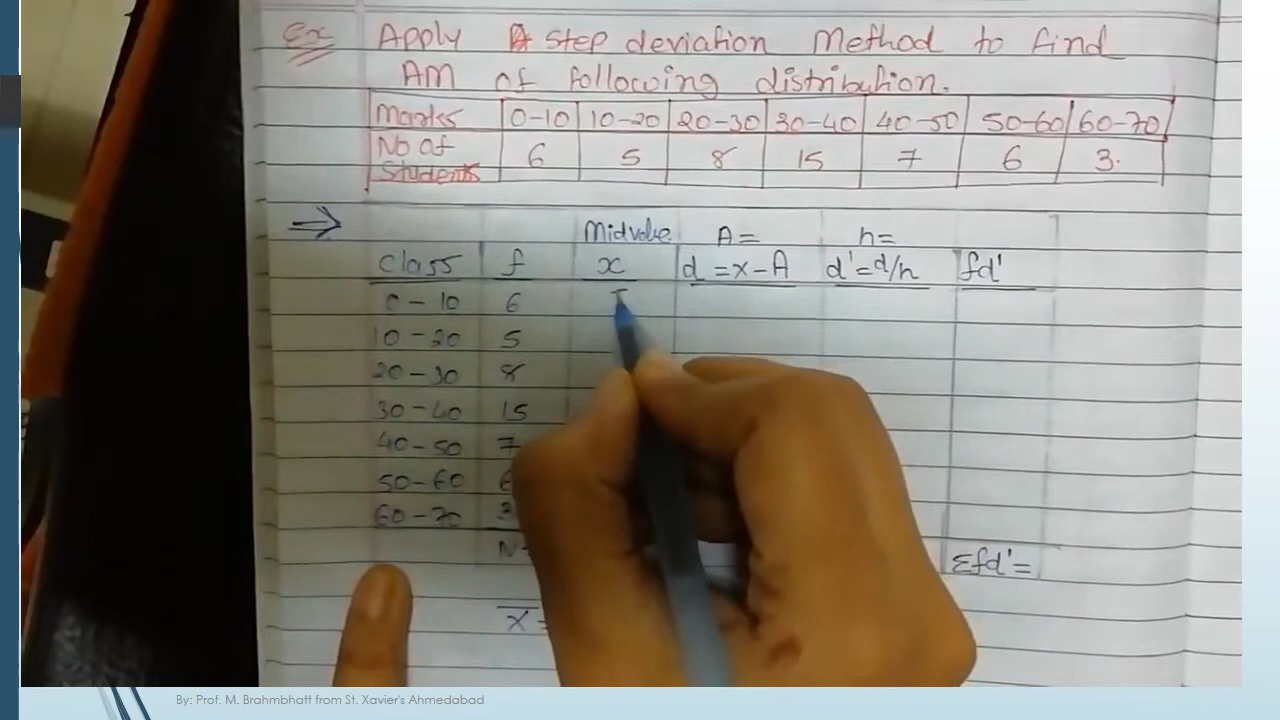 Ex Apply step deviation Method to find
AM of following distribution.
Marks 0-10 10-20 20-30 30-40 40-50 50-60 60-70
No of Students 6 5 8 15 7 6 3.
⇒ Midvalue A= h=
Class f x d = x-A d' = d/h fd'
0-10 6
10-20 5
20-30 8
30-40 15
40-50 7
50-60 6
60-70 3
N= Σfd'=
x̄ =
By: Prof. M. Brahmbhatt from St. Xavier's Ahmedabad